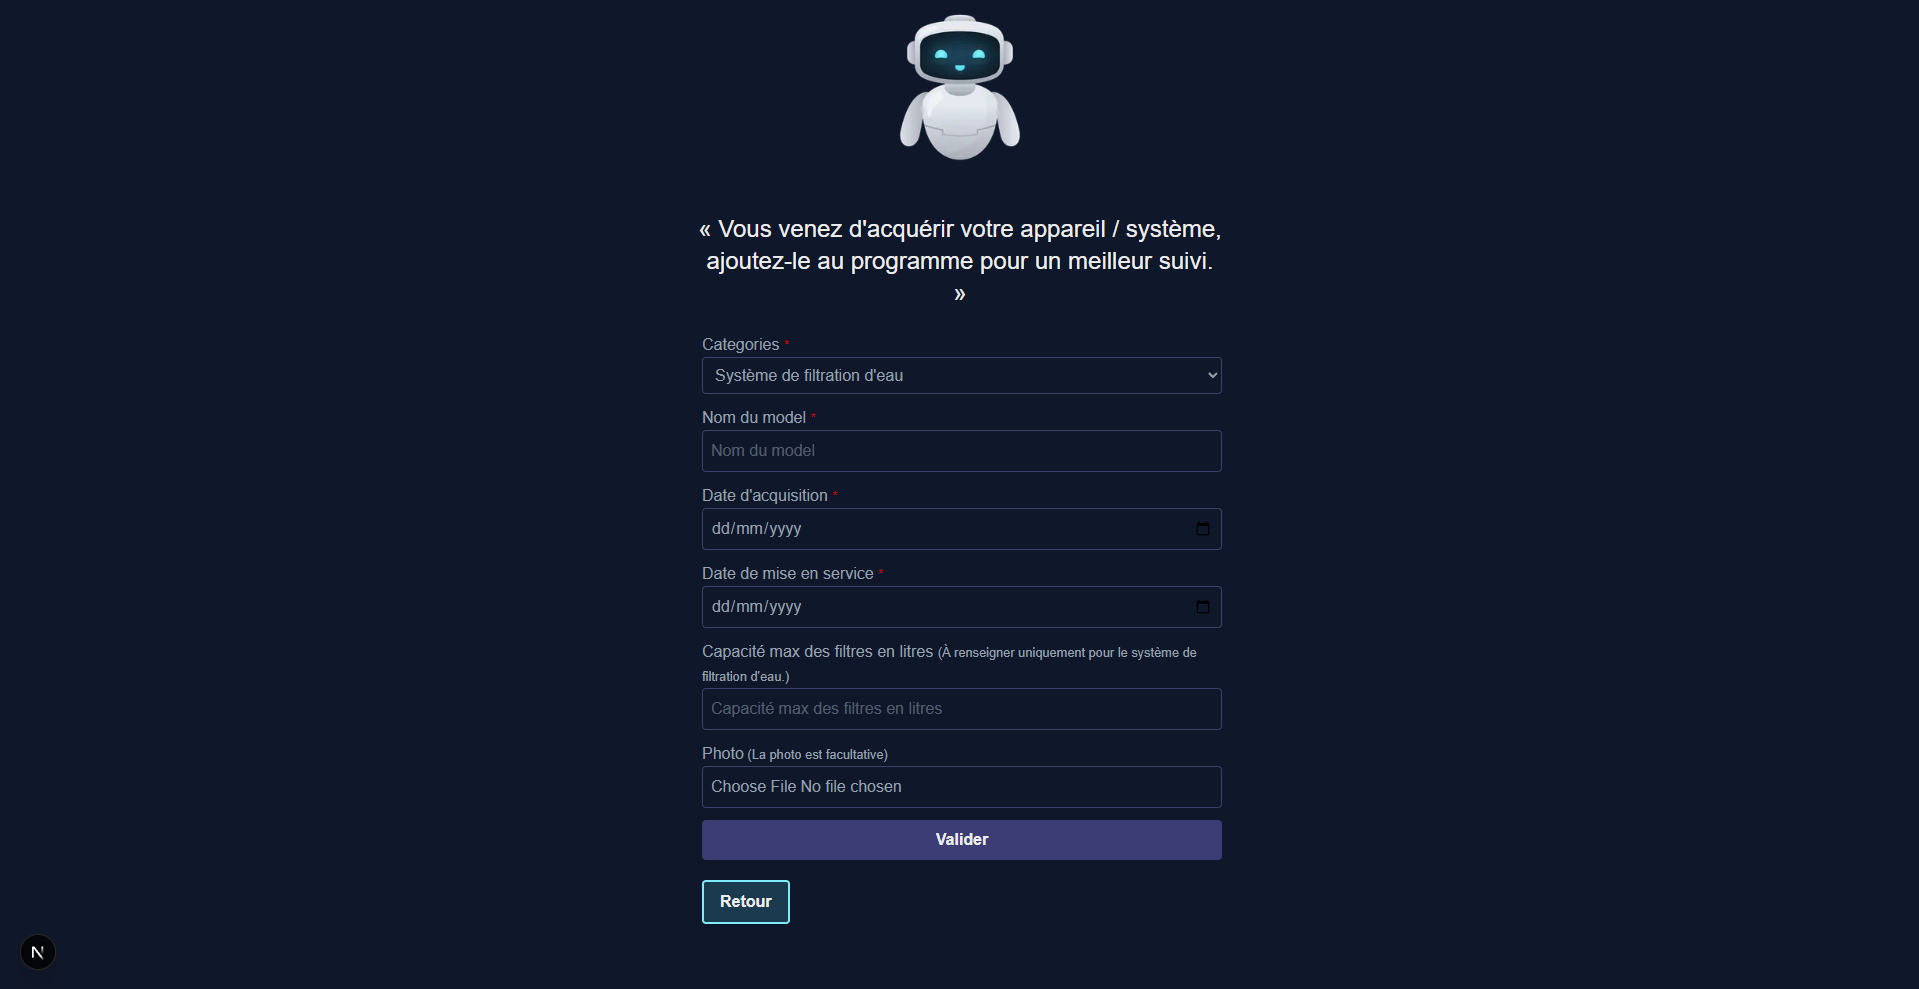 « Vous venez d'acquérir votre appareil / système,
ajoutez-le au programme pour un meilleur suivi.
»
Categories *
Système de filtration d'eau
Nom du model *
Nom du model
Date d'acquisition *
dd/mm/yyyy
Date de mise en service *
dd/mm/yyyy
Capacité max des filtres en litres (À renseigner uniquement pour le système de
filtration d'eau.)
Capacité max des filtres en litres
Photo (La photo est facultative)
Choose File No file chosen
Valider
Retour
N